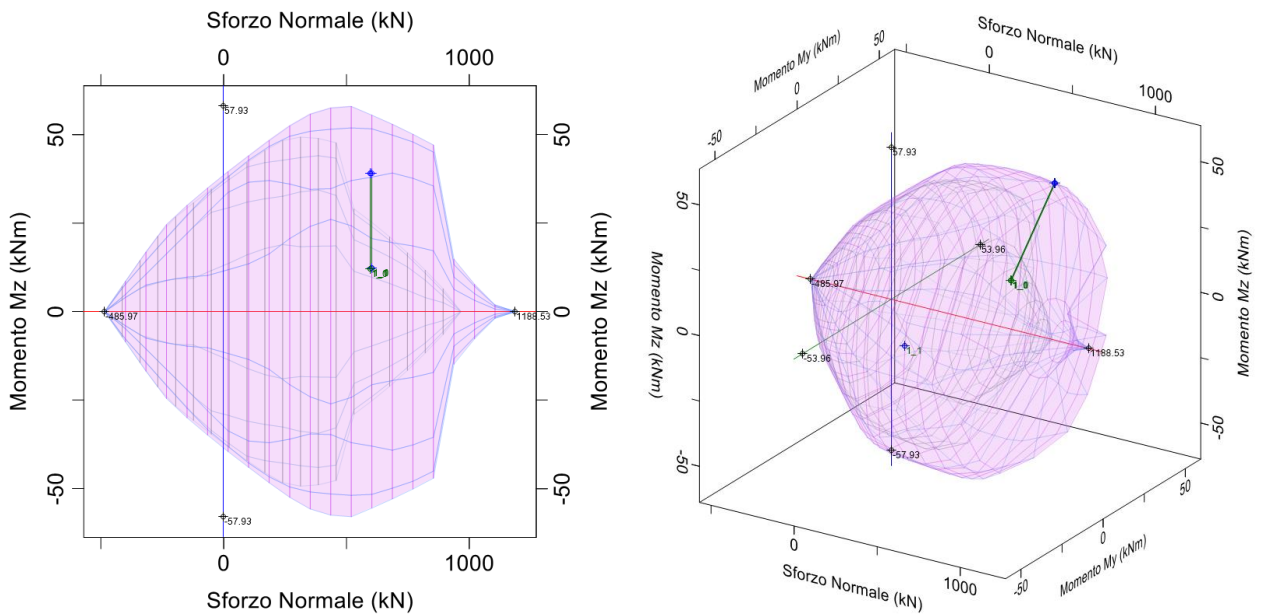 Sforzo Normale (kN)
0 1000
57.93
50 50
Momento Mz (kNm)
Momento Mz (kNm)
0 -485.97 1188.53 0
-50 -50
-57.93
0 1000
Sforzo Normale (kN)
Sforzo Normale (kN)
Momento My (kNm)
50
0
-50
0
1000
57.93
50
50
53.96
-485.97
Momento Mz (kNm)
Momento Mz (kNm)
0
0
1_1
-53.96
1188.53
-57.93
-50
-50
50
0
-50
Momento My (kNm)
0
1000
Sforzo Normale (kN)